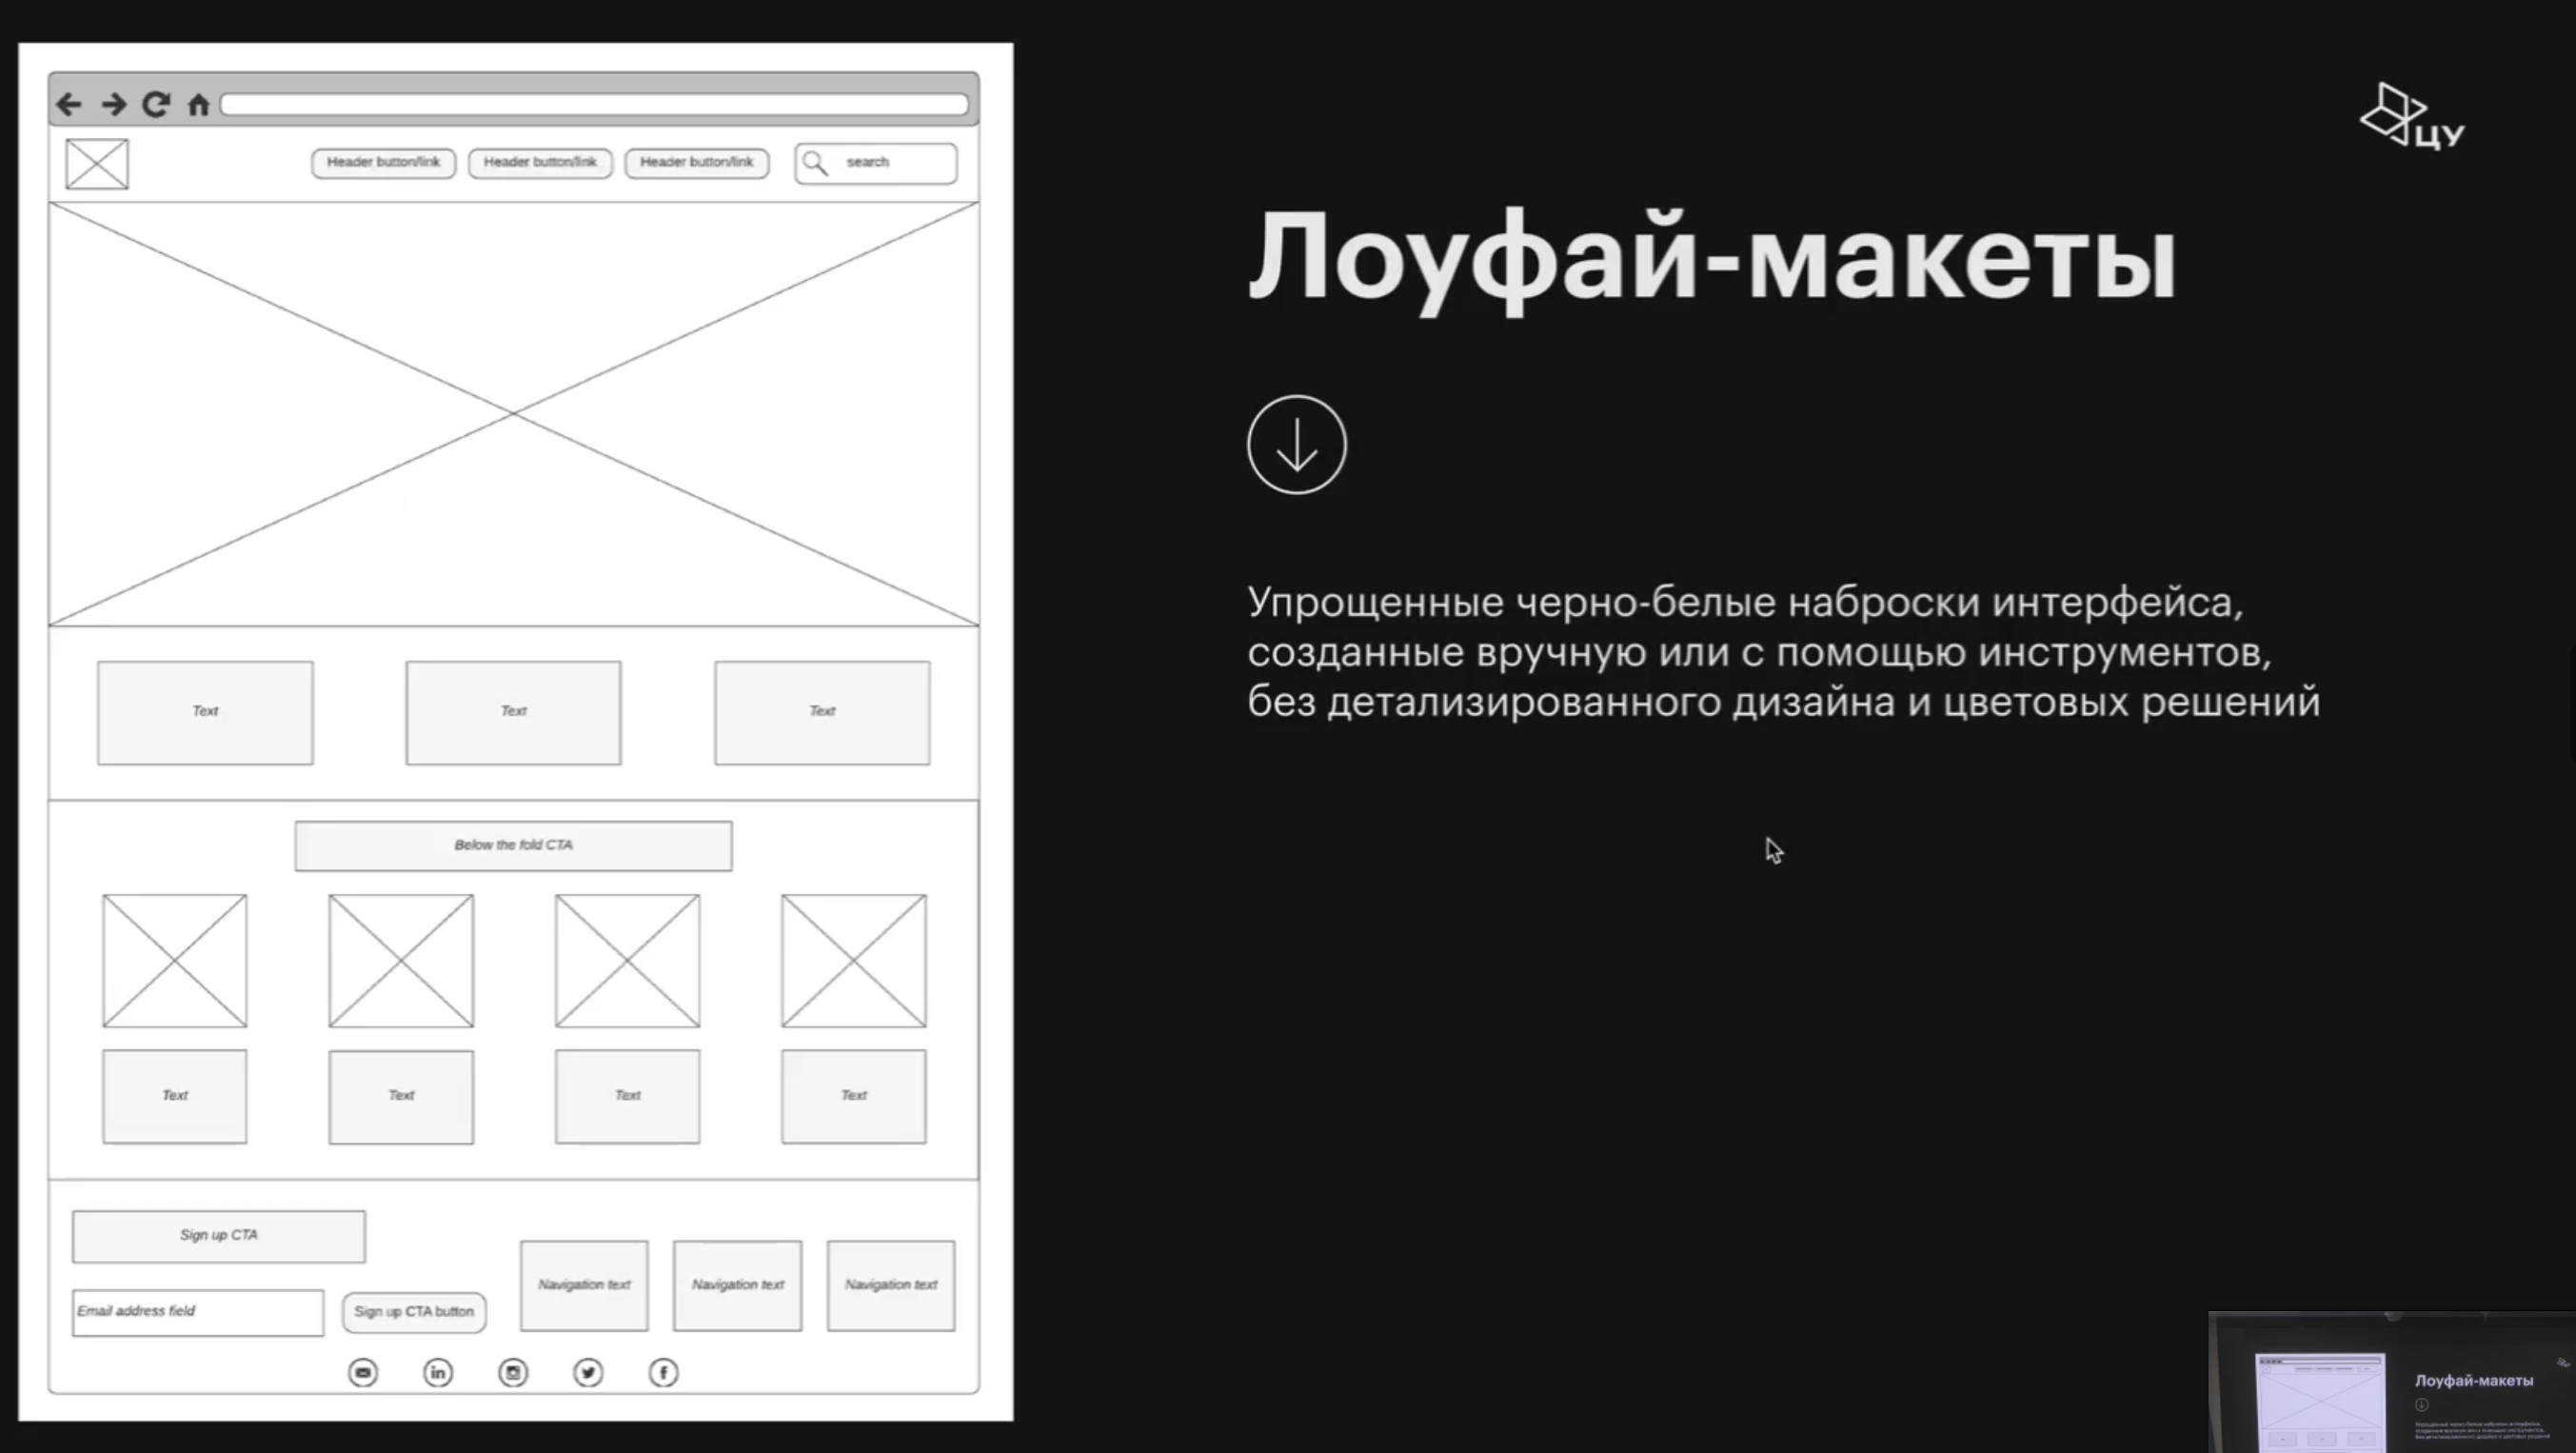 Header button/link Header button/link Header button/link search
Text Text Text
Below the fold CTA
Text Text Text Text
Sign up CTA
Navigation text Navigation text Navigation text
Email address field Sign up CTA button
in f
ЦУ
Лоуфай-макеты
Упрощенные черно-белые наброски интерфейса,
созданные вручную или с помощью инструментов,
без детализированного дизайна и цветовых решений
Лоуфай-макеты